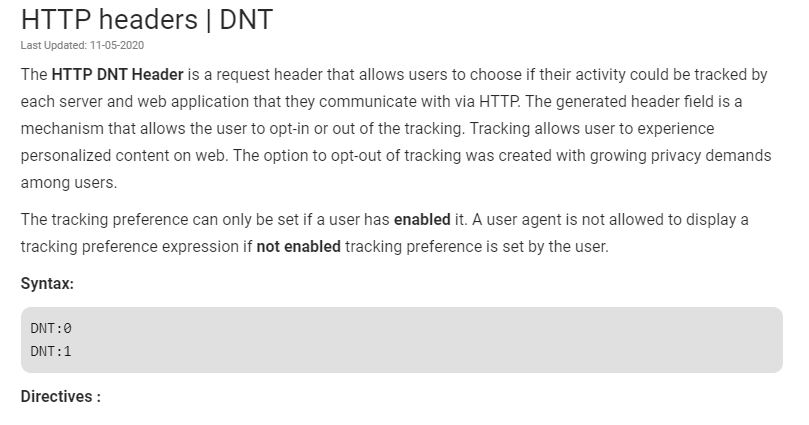 HTTP headers | DNT
Last Updated: 11-05-2020
The HTTP DNT Header is a request header that allows users to choose if their activity could be tracked by
each server and web application that they communicate with via HTTP. The generated header field is a
mechanism that allows the user to opt-in or out of the tracking. Tracking allows user to experience
personalized content on web. The option to opt-out of tracking was created with growing privacy demands
among users.
The tracking preference can only be set if a user has enabled it. A user agent is not allowed to display a
tracking preference expression if not enabled tracking preference is set by the user.
Syntax:
DNT:0
DNT:1
Directives :